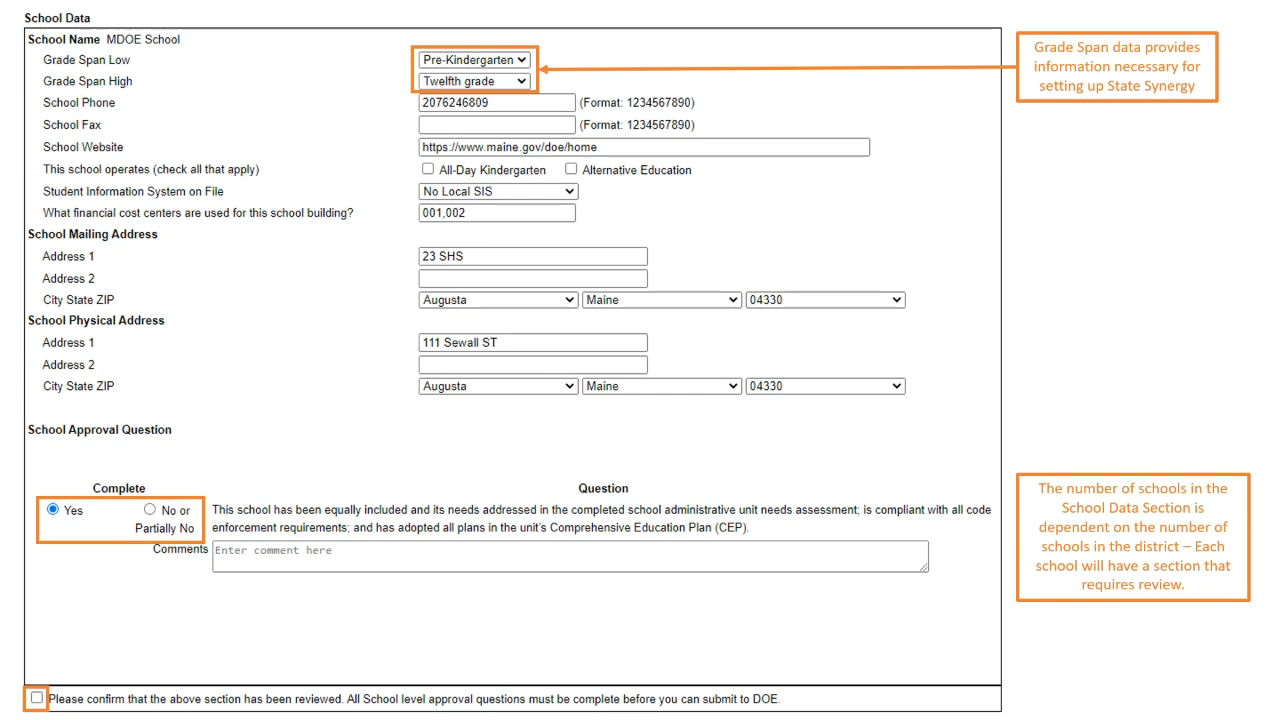 School Data
School Name MDOE School
Grade Span Low Pre-Kindergarten
Grade Span High Twelfth grade
School Phone 2076246809 (Format: 1234567890)
School Fax (Format: 1234567890)
School Website https://www.maine.gov/doe/home
This school operates (check all that apply) All-Day Kindergarten Alternative Education
Student Information System on File No Local SIS
What financial cost centers are used for this school building? 001,002
School Mailing Address
Address 1 23 SHS
Address 2
City State ZIP Augusta Maine 04330
School Physical Address
Address 1 111 Sewall ST
Address 2
City State ZIP Augusta Maine 04330
School Approval Question
Complete Question
Yes No or
Partially No
This school has been equally included and its needs addressed in the completed school administrative unit needs assessment; is compliant with all code
enforcement requirements; and has adopted all plans in the unit's Comprehensive Education Plan (CEP).
Comments Enter comment here
Please confirm that the above section has been reviewed. All School level approval questions must be complete before you can submit to DOE.
Grade Span data provides
information necessary for
setting up State Synergy
The number of schools in the
School Data Section is
dependent on the number of
schools in the district – Each
school will have a section that
requires review.